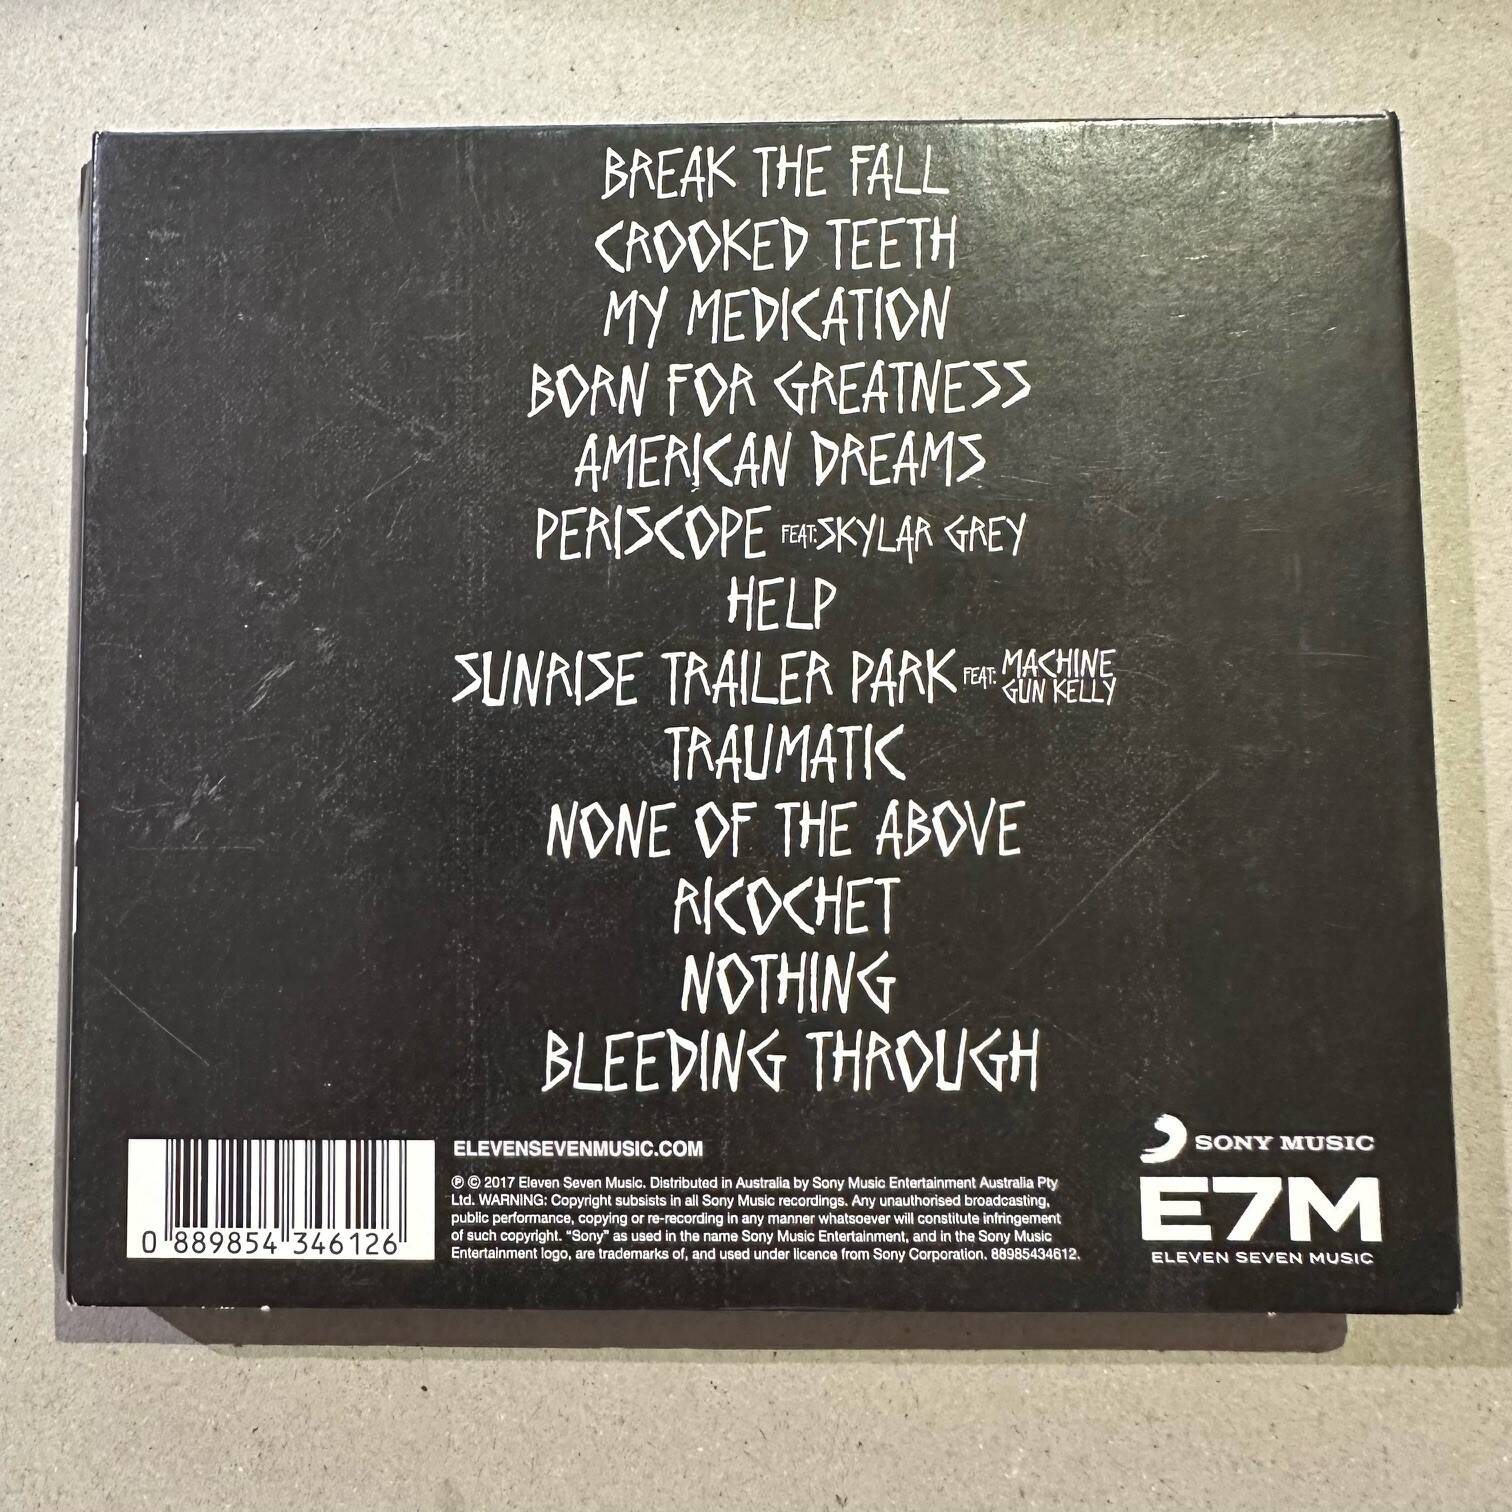 BREAK THE FALL
CROOKED TEETH
MY MEDICATION
BORN FOR GREATNESS
AMERICAN DREAMS
PERISCOPE FEAT: SKYLAR GREY
HELP
SUNRISE TRAILER PARK FEAT: MACHINE GUN KELLY
TRAUMATIC
NONE OF THE ABOVE
RICOCHET
NOTHING
BLEEDING THROUGH
0 889854 346126
ELEVENSEVENMUSIC.COM
℗ © 2017 Eleven Seven Music. Distributed in Australia by Sony Music Entertainment Australia Pty
Ltd. WARNING: Copyright subsists in all Sony Music recordings. Any unauthorised broadcasting,
public performance, copying or re-recording in any manner whatsoever will constitute infringement
of such copyright. “Sony” as used in the name Sony Music Entertainment, and in the Sony Music
Entertainment logo, are trademarks of, and used under licence from Sony Corporation. 88985434612.
SONY MUSIC
E7M
ELEVEN SEVEN MUSIC